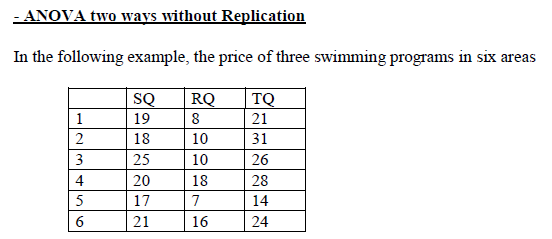 - ANOVA two ways without Replication
In the following example, the price of three swimming programs in six areas
SQ RQ TQ
1 19 8 21
2 18 10 31
3 25 10 26
4 20 18 28
5 17 7 14
6 21 16 24